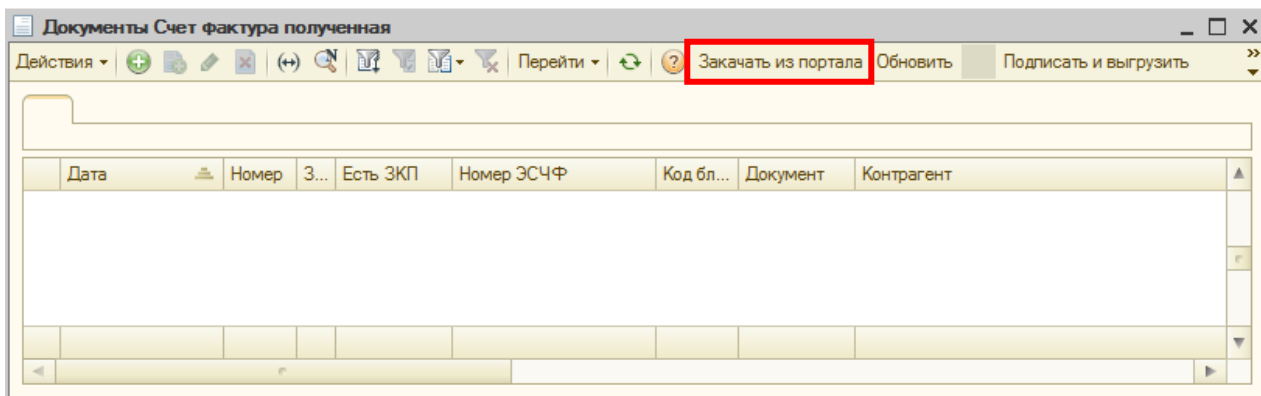 Документы Счет фактура полученная
Действия Перейти Закачать из портала Обновить Подписать и выгрузить
Дата Номер З... Есть ЗКП Номер ЭСЧФ Код бл... Документ Контрагент